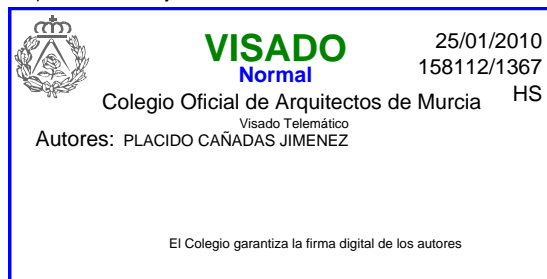 VISADO
25/01/2010
Normal
158112/1367
Colegio Oficial de Arquitectos de Murcia
HS
Visado Telemático
Autores: PLACIDO CAÑADAS JIMENEZ
El Colegio garantiza la firma digital de los autores